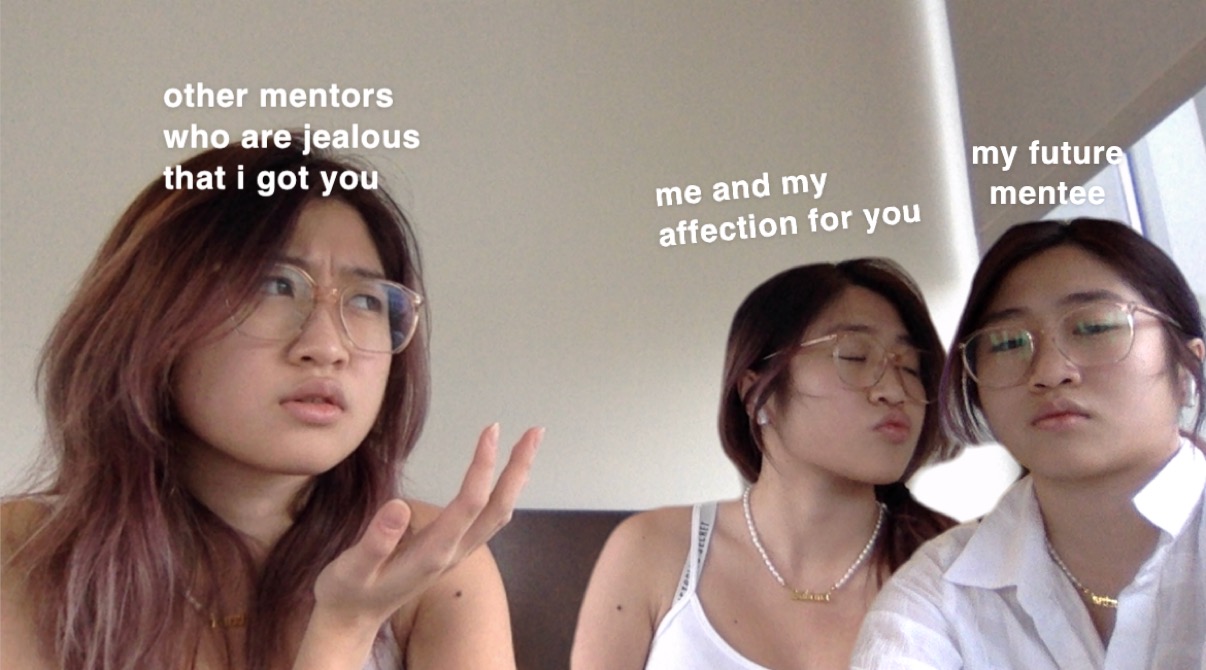 other mentors
who are jealous
that i got you
me and my
affection for you
my future
mentee